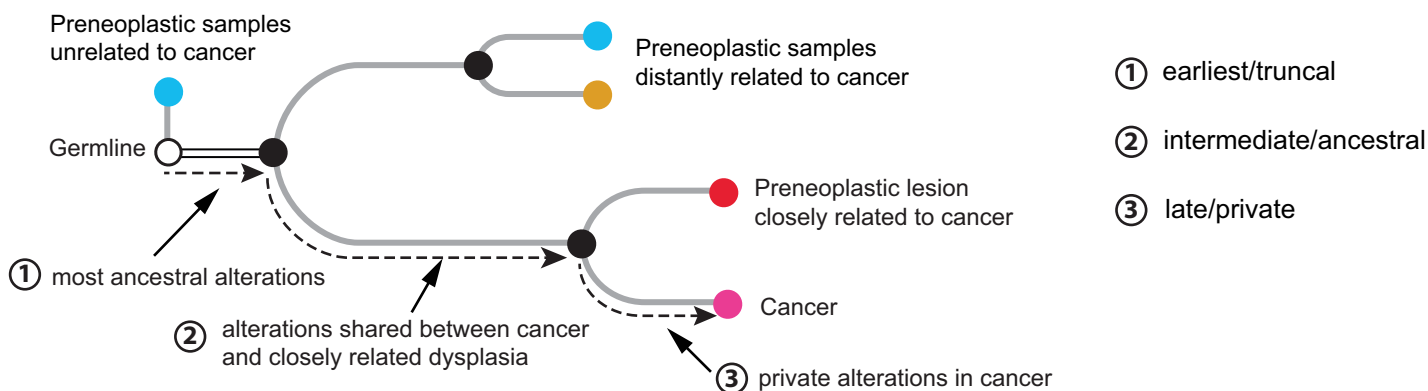 Preneoplastic samples
unrelated to cancer
Germline
Preneoplastic samples
distantly related to cancer
Preneoplastic lesion
closely related to cancer
Cancer
1 most ancestral alterations
2 alterations shared between cancer
and closely related dysplasia
3 private alterations in cancer
1 earliest/truncal
2 intermediate/ancestral
3 late/private